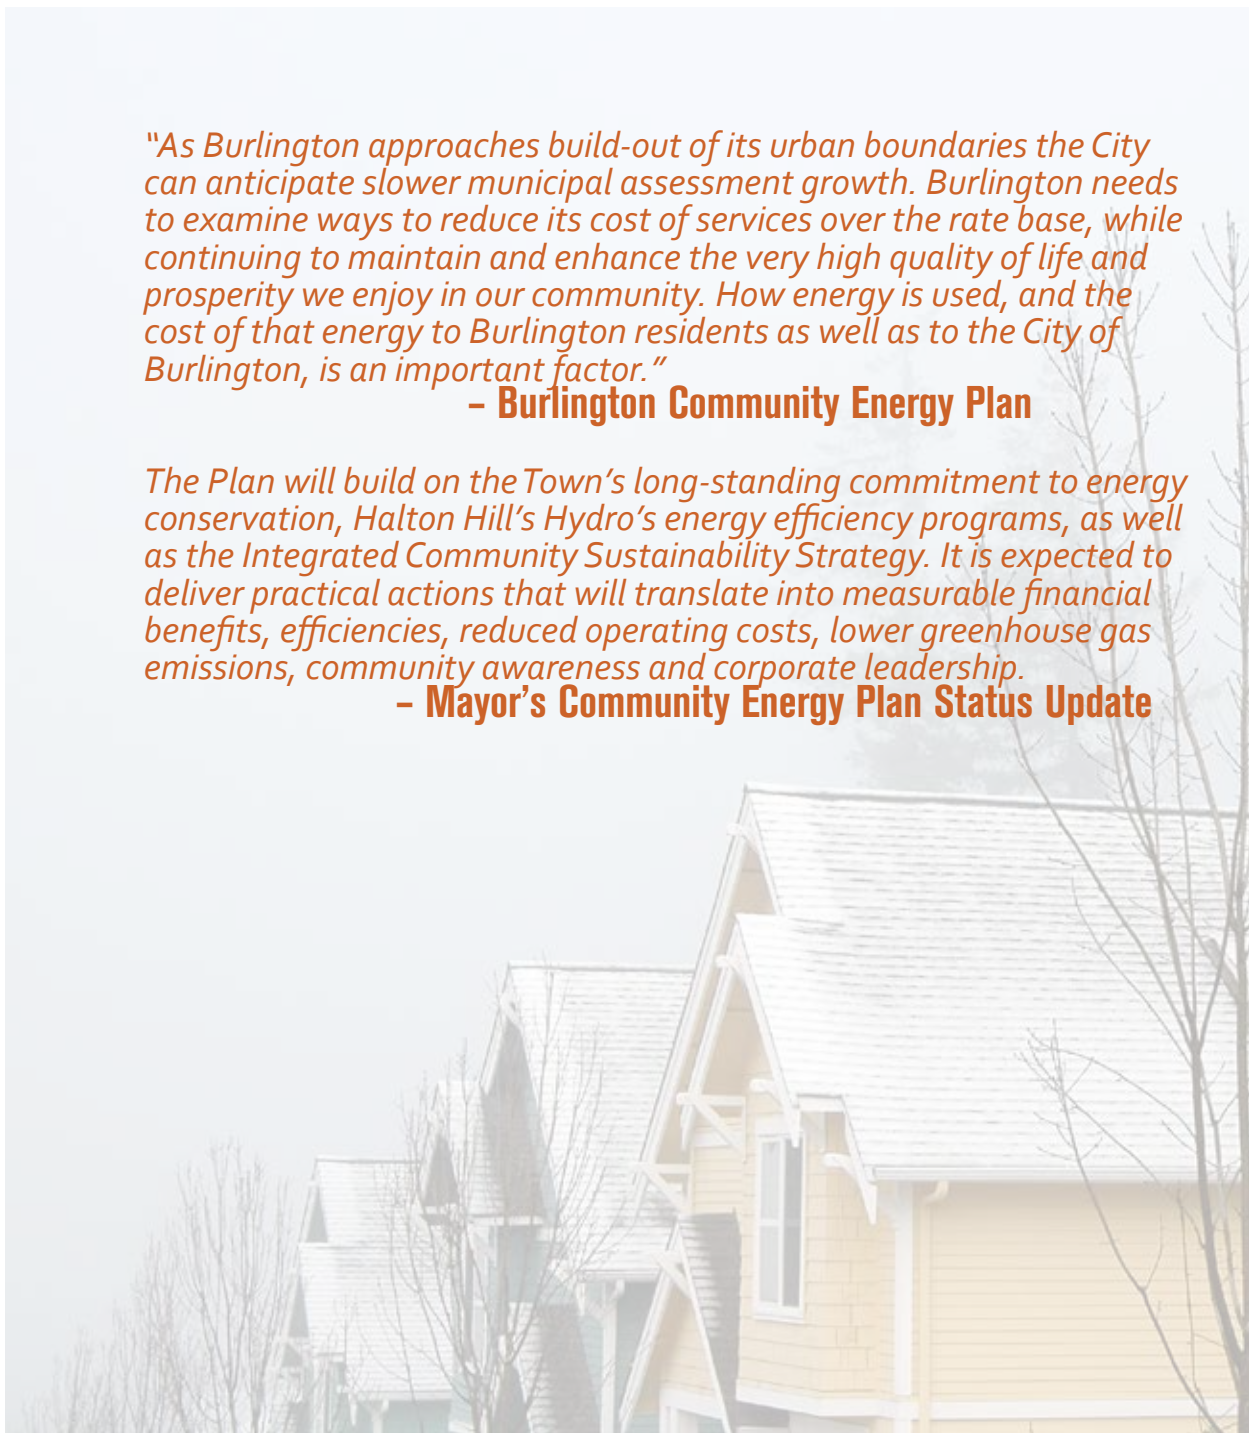 “As Burlington approaches build-out of its urban boundaries the City
can anticipate slower municipal assessment growth. Burlington needs
to examine ways to reduce its cost of services over the rate base, while
continuing to maintain and enhance the very high quality of life and
prosperity we enjoy in our community. How energy is used, and the
cost of that energy to Burlington residents as well as to the City of
Burlington, is an important factor.”
– Burlington Community Energy Plan
The Plan will build on the Town’s long-standing commitment to energy
conservation, Halton Hill’s Hydro’s energy efficiency programs, as well
as the Integrated Community Sustainability Strategy. It is expected to
deliver practical actions that will translate into measurable financial
benefits, efficiencies, reduced operating costs, lower greenhouse gas
emissions, community awareness and corporate leadership.
– Mayor’s Community Energy Plan Status Update